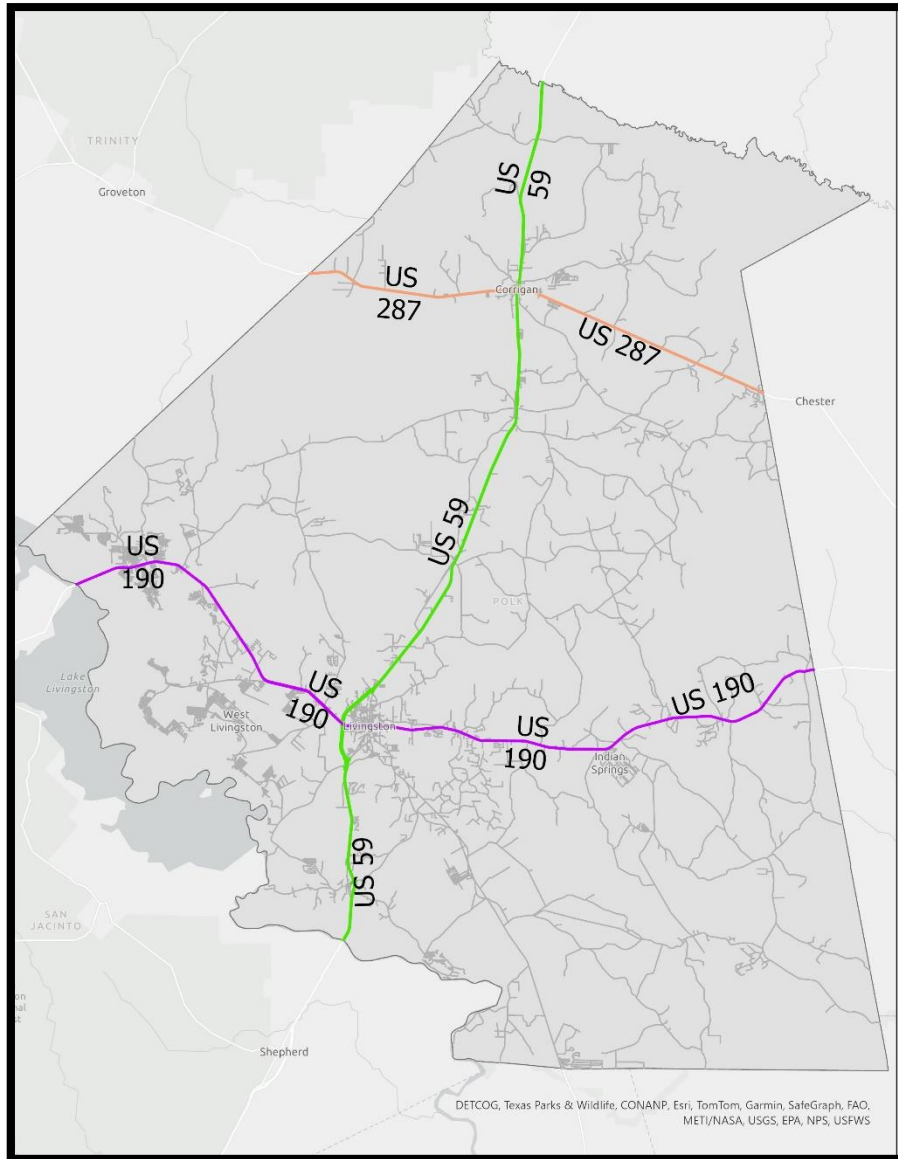 TRINITY
Groveton
US
59
US
287
Corrigan
US 287
Chester
US 59
US
190
POLK
Lake
Livingston
US
190
West
Livingston
Livingston
US
190
US 190
Indian
Springs
US 59
SAN
JACINTO
Shepherd
DETCOG, Texas Parks & Wildlife, CONANP, Esri, TomTom, Garmin, SafeGraph, FAO,
METI/NASA, USGS, EPA, NPS, USFWS